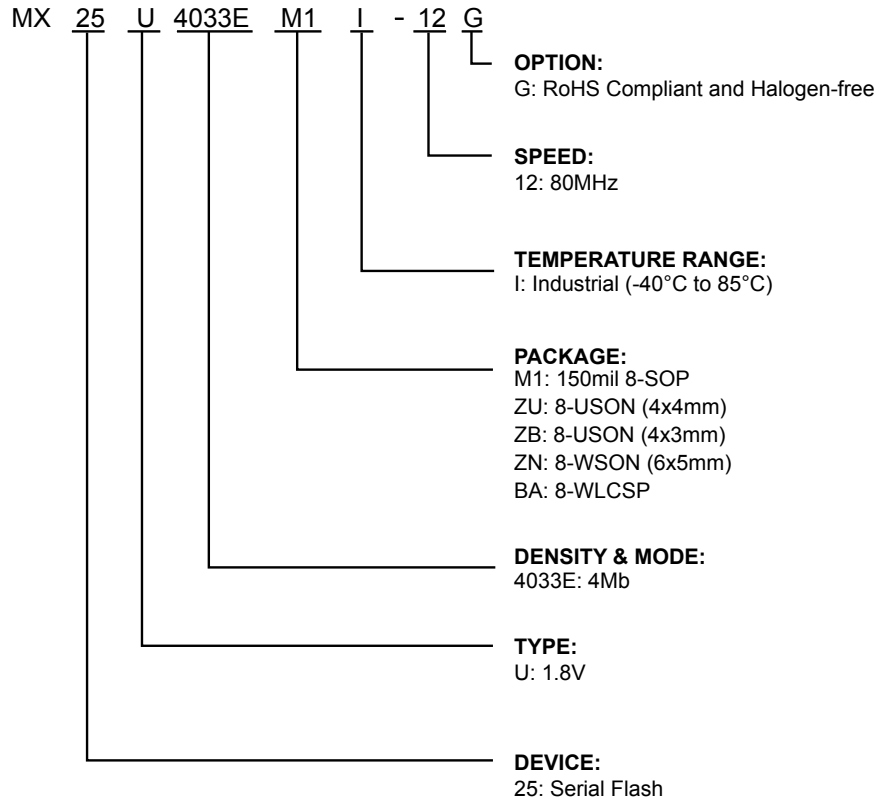 MX 25 U 4033E M1 I - 12 G
OPTION:
G: RoHS Compliant and Halogen-free
SPEED:
12: 80MHz
TEMPERATURE RANGE:
I: Industrial (-40°C to 85°C)
PACKAGE:
M1: 150mil 8-SOP
ZU: 8-USON (4x4mm)
ZB: 8-USON (4x3mm)
ZN: 8-WSON (6x5mm)
BA: 8-WLCSP
DENSITY & MODE:
4033E: 4Mb
TYPE:
U: 1.8V
DEVICE:
25: Serial Flash